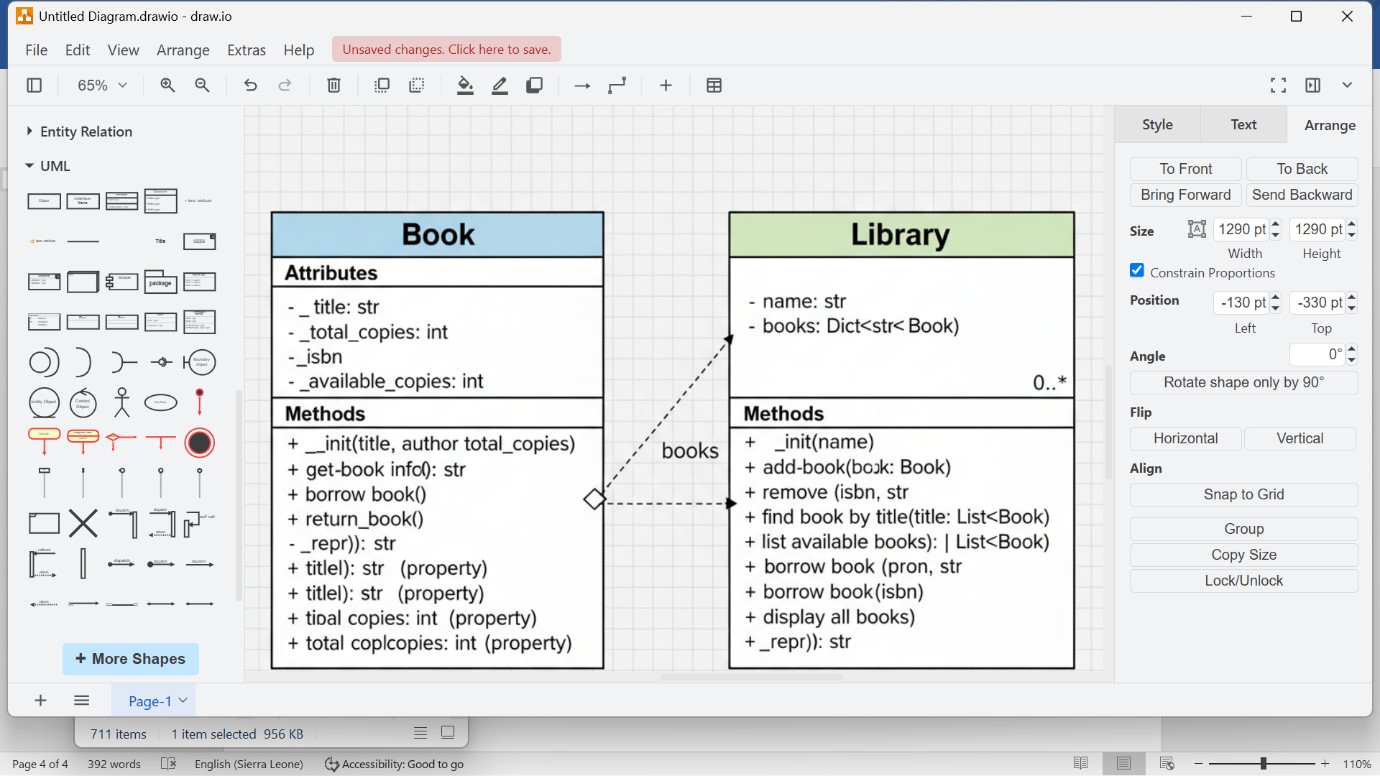 Untitled Diagram.drawio - draw.io
File Edit View Arrange Extras Help Unsaved changes. Click here to save.
65%
Entity Relation
UML
Object
Title
package
+ More Shapes
Book
Attributes
- _ title: str
- _total_copies: int
-_isbn
- _available_copies: int
Methods
+ __init(title, author total_copies)
+ get-book info(): str
+ borrow book()
+ return_book()
- _repr)): str
+ titlel): str (property)
+ titlel): str (property)
+ tiɒal copies: int (property)
+ total cop|copies: int (property)
books
Library
- name: str
- books: Dict<str< Book)
0..*
Methods
+ _init(name)
+ add-book(book: Book)
+ remove (isbn, str
+ find book by title(title: List<Book)
+ list available books): | List<Book)
+ borrow book (pron, str
+ borrow book(isbn)
+ display all books)
+ _repr)): str
Style Text Arrange
To Front To Back
Bring Forward Send Backward
Size 1290 pt 1290 pt
Width Height
Constrain Proportions
Position -130 pt -330 pt
Left Top
Angle 0°
Rotate shape only by 90°
Flip
Horizontal Vertical
Align
Snap to Grid
Group
Copy Size
Lock/Unlock
Page-1
711 items 1 item selected 956 KB
Page 4 of 4 392 words English (Sierra Leone) Accessibility: Good to go 110%